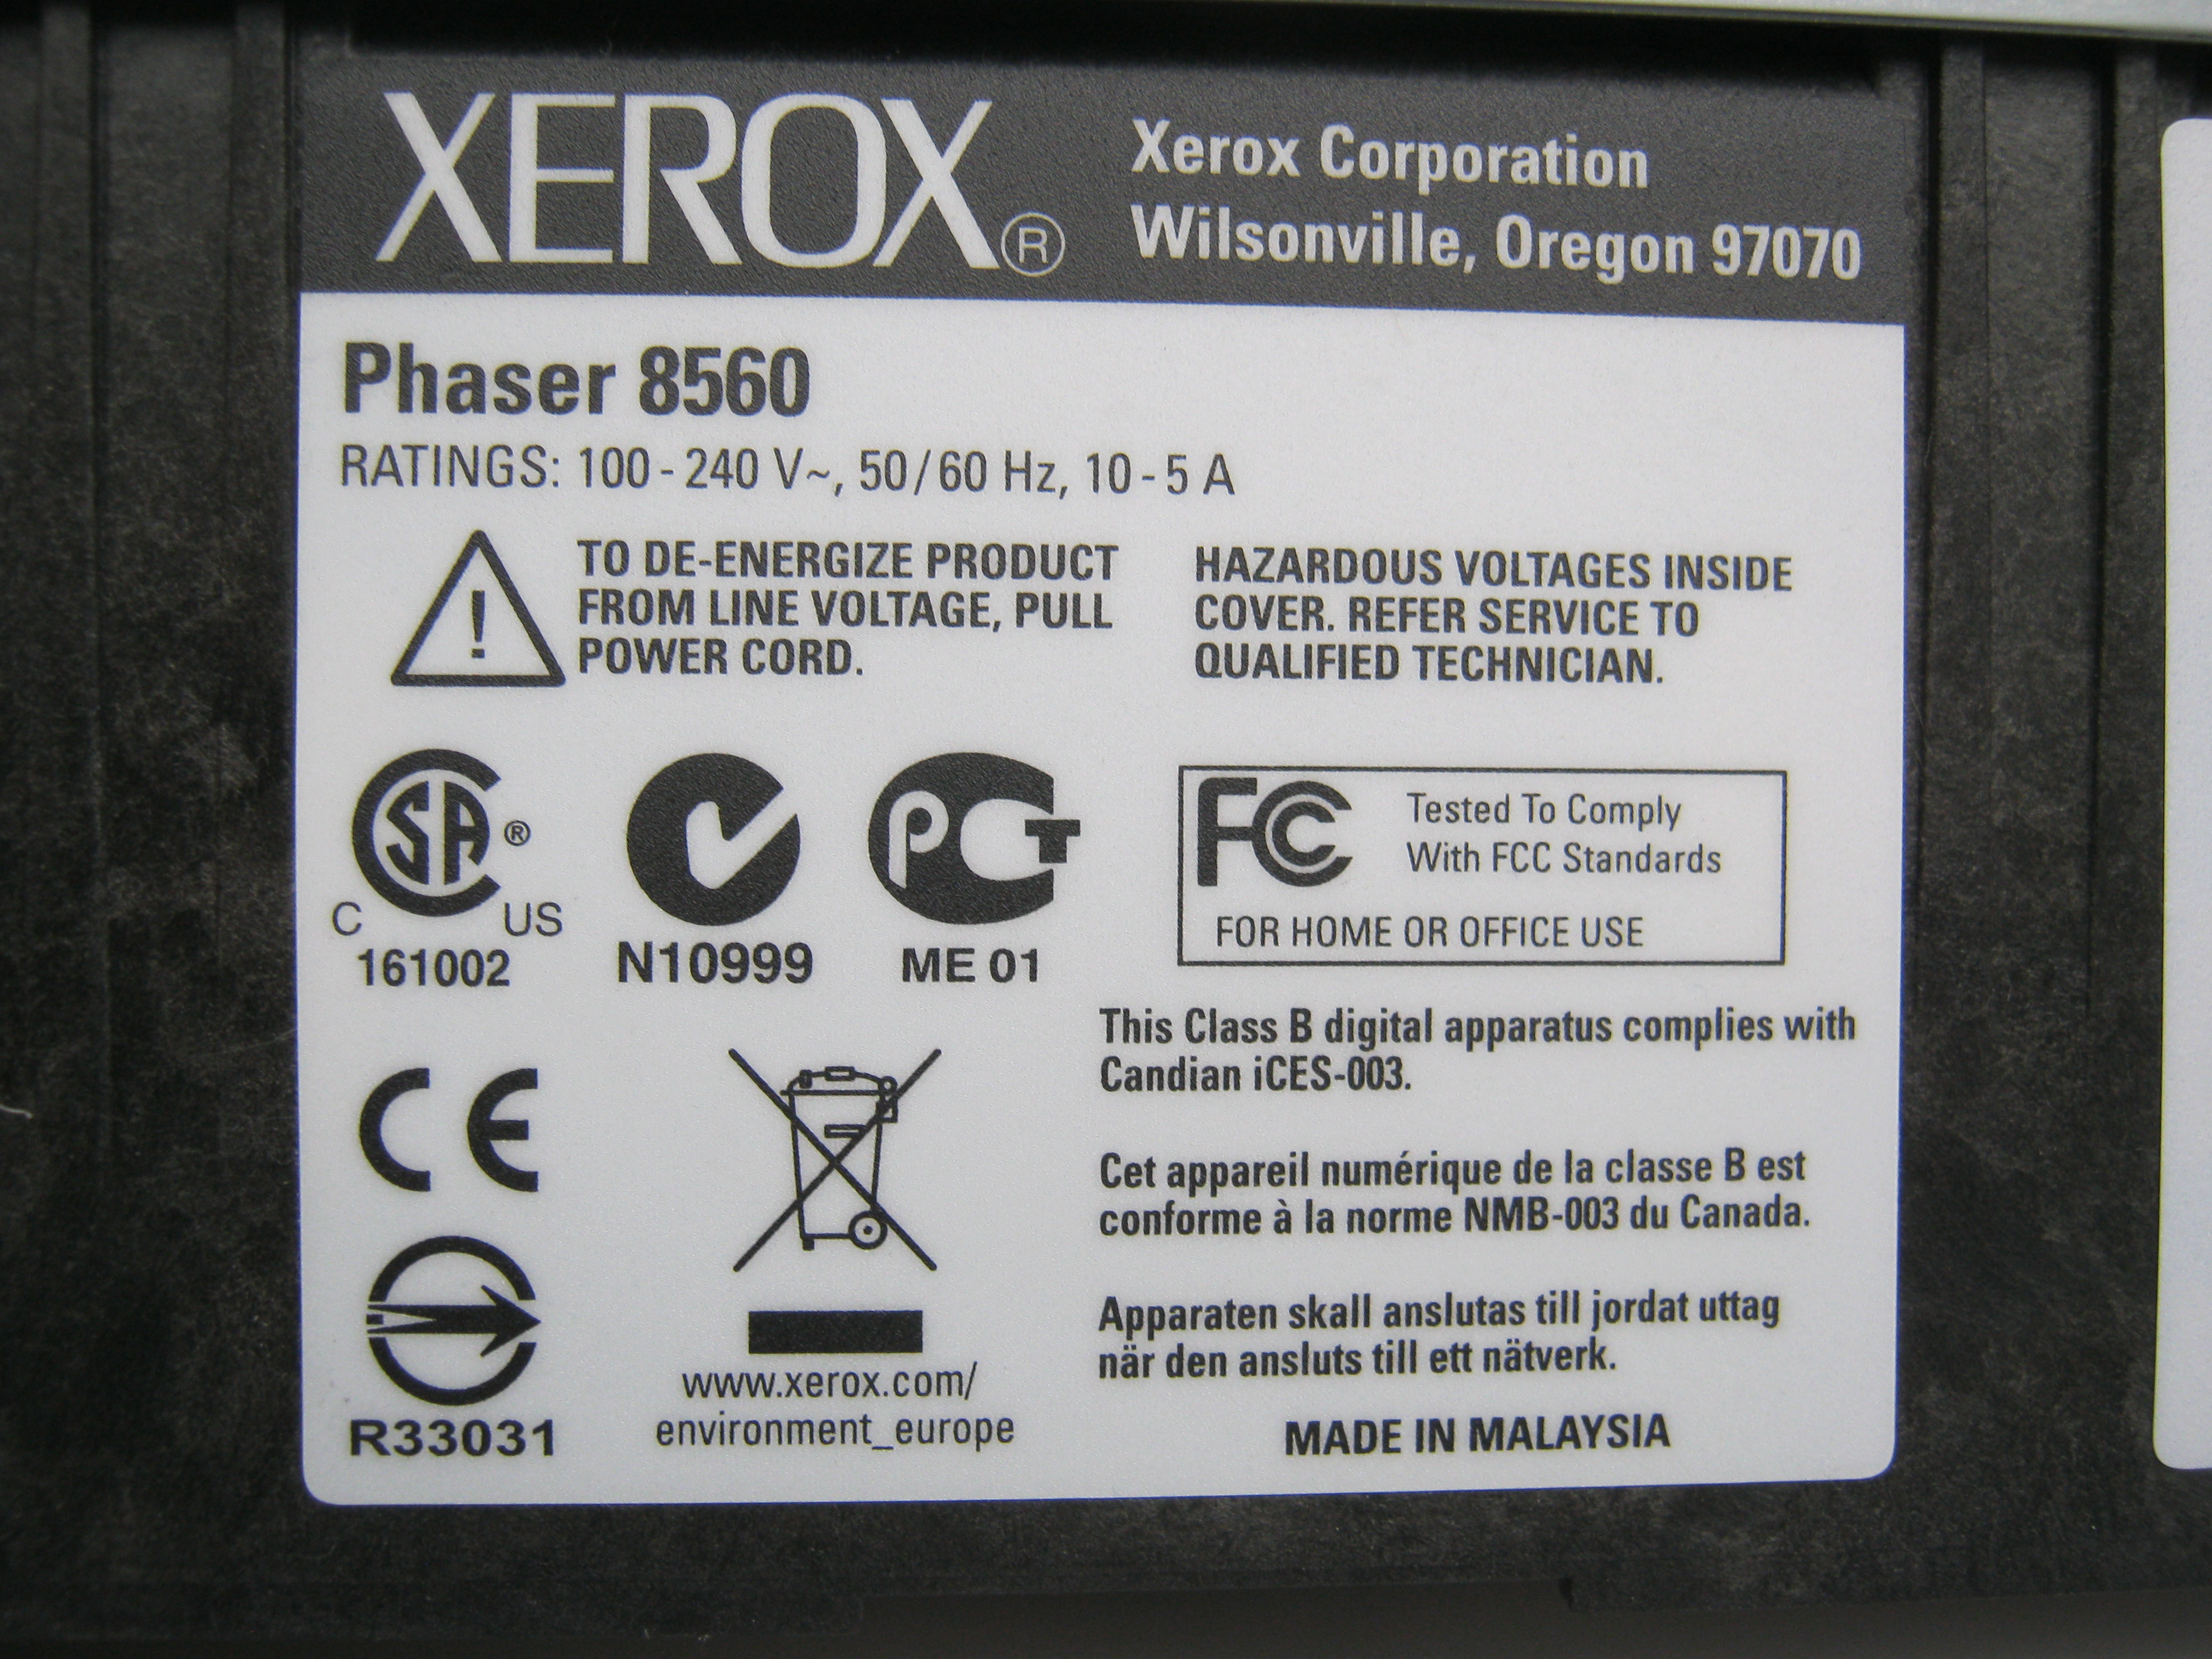 XEROX®
Xerox Corporation
Wilsonville, Oregon 97070
Phaser 8560
RATINGS: 100 - 240 V~, 50/60 Hz, 10 - 5 A
!
TO DE-ENERGIZE PRODUCT
FROM LINE VOLTAGE, PULL
POWER CORD.
HAZARDOUS VOLTAGES INSIDE
COVER. REFER SERVICE TO
QUALIFIED TECHNICIAN.
SA ®
C US
161002
N10999
PCT
ME 01
FC
Tested To Comply
With FCC Standards
FOR HOME OR OFFICE USE
This Class B digital apparatus complies with
Candian iCES-003.
Cet appareil numérique de la classe B est
conforme à la norme NMB-003 du Canada.
Apparaten skall anslutas till jordat uttag
när den ansluts till ett nätverk.
MADE IN MALAYSIA
CE
R33031
www.xerox.com/
environment_europe